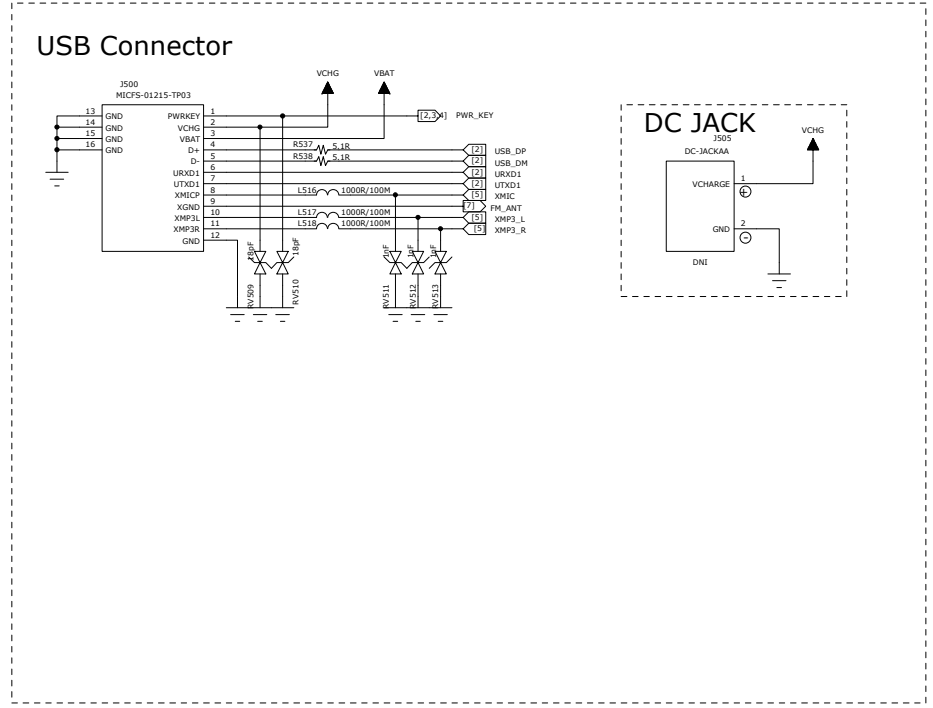 USB Connector
J500
MICFS-01215-TP03
VCHG
VBAT
13 GND
14 GND
15 GND
16 GND
PWRKEY 1
VCHG 2
VBAT 3
D+ 4
D- 5
URXD1 6
UTXD1 7
XMICP 8
XGND 9
XMP3L 10
XMP3R 11
GND 12
R537 5,1R
R538 5,1R
L516 1000R/100M
L517 1000R/100M
L518 1000R/100M
[2,3,4] PWR_KEY
[2] USB_DP
[2] USB_DM
[2] URXD1
[2] UTXD1
[5] XMIC
[7] FM_ANT
[5] XMP3_L
[5] XMP3_R
18pF
18pF
1nF
1nF
1nF
RV509
RV510
RV511
RV512
RV513
DC JACK
J505
DC-JACKAA
VCHG
VCHARGE 1
+
GND 2
-
DNI